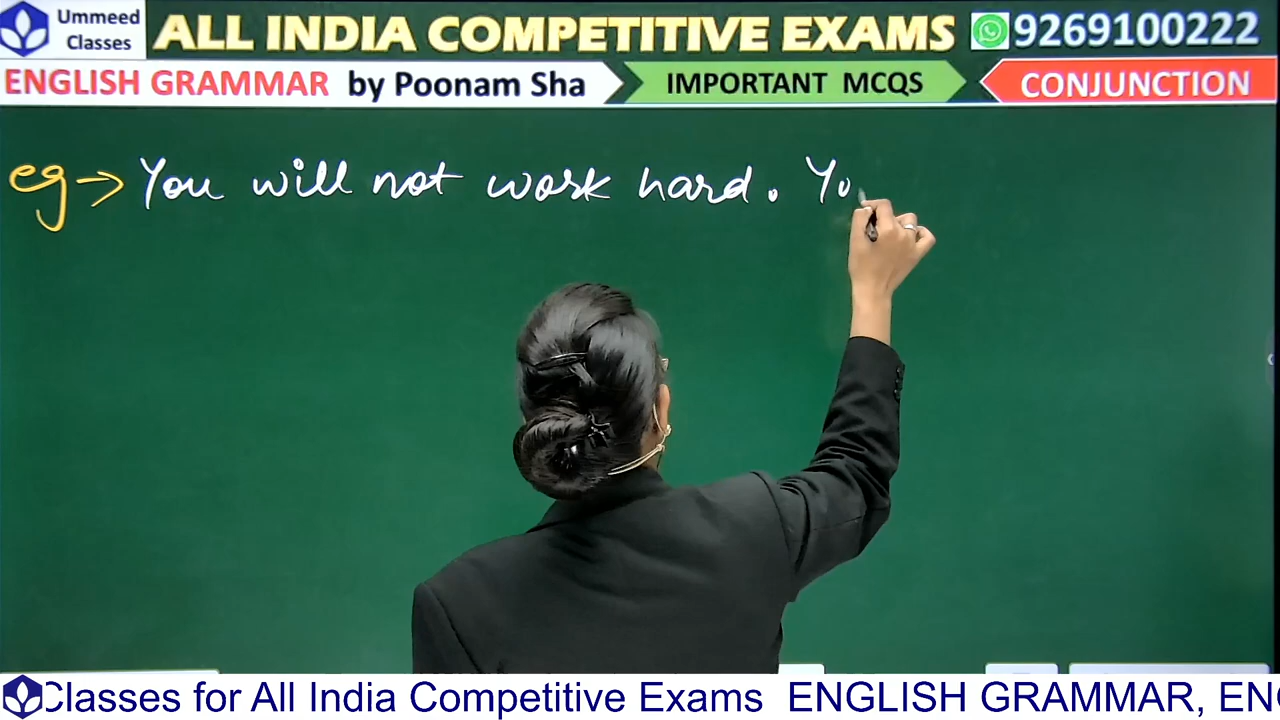 Ummeed
Classes
ALL INDIA COMPETITIVE EXAMS 9269100222
ENGLISH GRAMMAR by Poonam Sha IMPORTANT MCQS CONJUNCTION
eg → You will not work hard. Yo
Classes for All India Competitive Exams ENGLISH GRAMMAR, EN